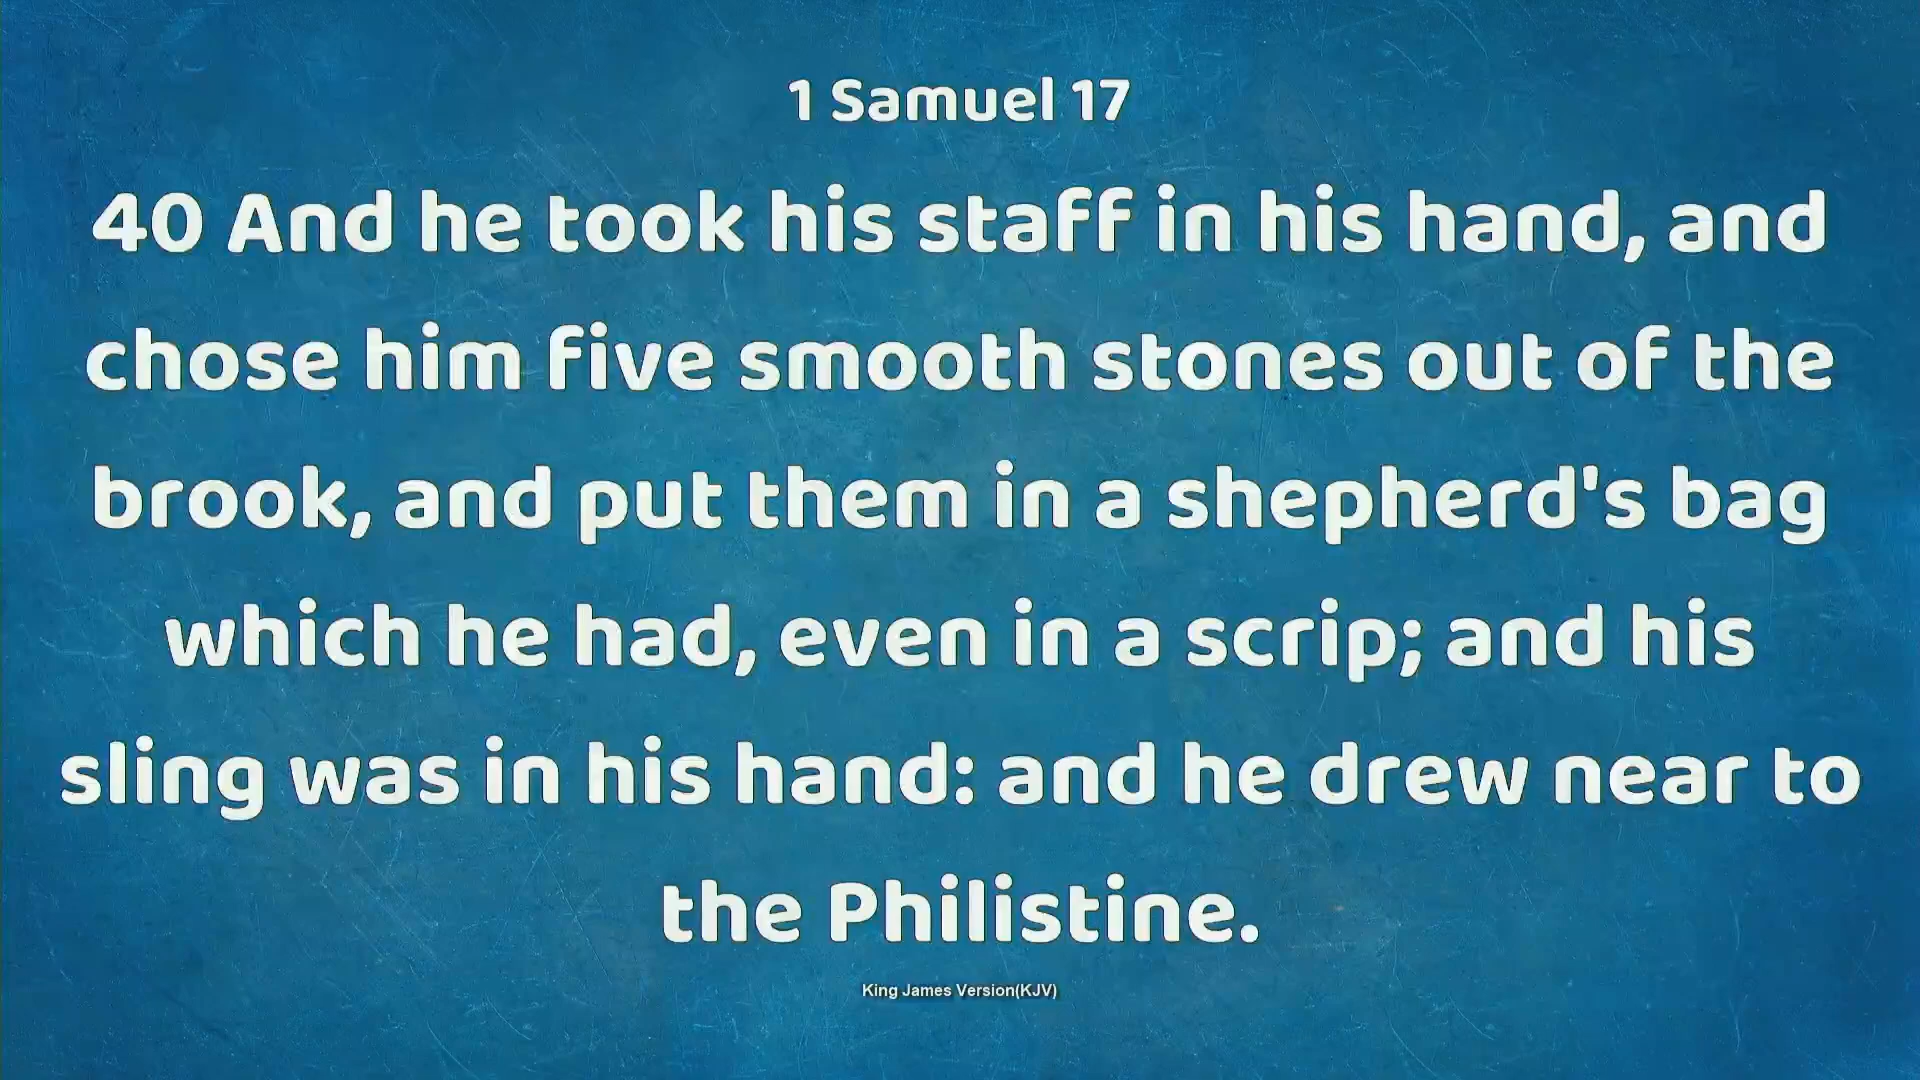 1 Samuel 17
40 And he took his staff in his hand, and
chose him five smooth stones out of the
brook, and put them in a shepherd's bag
which he had, even in a scrip; and his
sling was in his hand: and he drew near to
the Philistine.
King James Version(KJV)